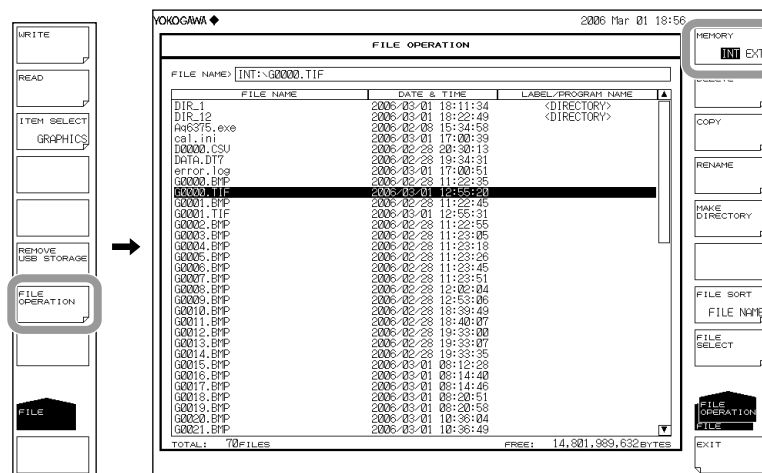 WRITE
READ
ITEM SELECT
GRAPHICS
REMOVE
USB STORAGE
FILE
OPERATION
FILE
YOKOGAWA ◆ 2006 Mar 01 18:56
FILE OPERATION
FILE NAME> INT:\G0000.TIF
FILE NAME DATE & TIME LABEL/PROGRAM NAME
DIR_1 2006/03/01 18:11:34 <DIRECTORY>
DIR_12 2006/03/01 18:22:49 <DIRECTORY>
Aq6375.exe 2006/02/08 15:34:58
cal.ini 2006/03/01 17:00:39
D0000.CSV 2006/02/28 20:30:13
DATA.DT7 2006/02/28 19:34:31
error.log 2006/03/01 17:00:51
G0000.BMP 2006/02/28 11:22:35
G0000.TIF 2006/03/01 12:55:20
G0001.BMP 2006/02/28 11:22:45
G0001.TIF 2006/03/01 12:55:31
G0002.BMP 2006/02/28 11:22:55
G0003.BMP 2006/02/28 11:23:05
G0004.BMP 2006/02/28 11:23:18
G0005.BMP 2006/02/28 11:23:26
G0006.BMP 2006/02/28 11:23:45
G0007.BMP 2006/02/28 11:23:51
G0008.BMP 2006/02/28 12:02:04
G0009.BMP 2006/02/28 12:53:06
G0010.BMP 2006/02/28 18:39:49
G0011.BMP 2006/02/28 18:40:07
G0012.BMP 2006/02/28 19:33:00
G0013.BMP 2006/02/28 19:33:07
G0014.BMP 2006/02/28 19:33:35
G0015.BMP 2006/03/01 08:12:28
G0016.BMP 2006/03/01 08:14:40
G0017.BMP 2006/03/01 08:14:46
G0018.BMP 2006/03/01 08:20:51
G0019.BMP 2006/03/01 08:20:58
G0020.BMP 2006/03/01 10:36:04
G0021.BMP 2006/03/01 10:36:49
TOTAL: 70FILES FREE: 14,801,989,632BYTES
MEMORY
INT EXT
DELETE
COPY
RENAME
MAKE
DIRECTORY
FILE SORT
FILE NAME
FILE
SELECT
FILE
OPERATION
FILE
EXIT